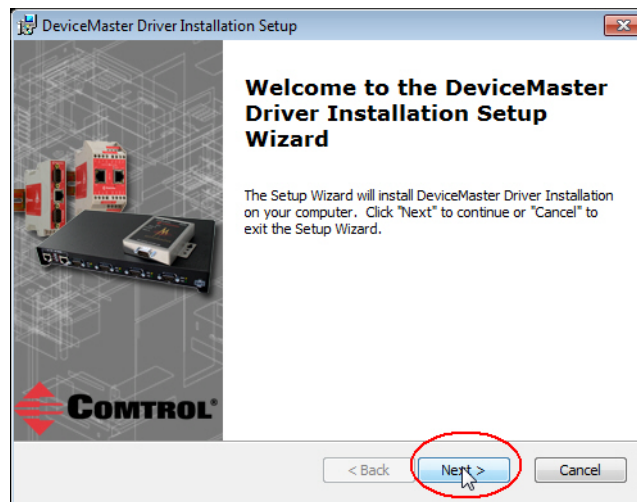 DeviceMaster Driver Installation Setup
Welcome to the DeviceMaster
Driver Installation Setup
Wizard
The Setup Wizard will install DeviceMaster Driver Installation
on your computer. Click "Next" to continue or "Cancel" to
exit the Setup Wizard.
COMTROL®
< Back
Next >
Cancel